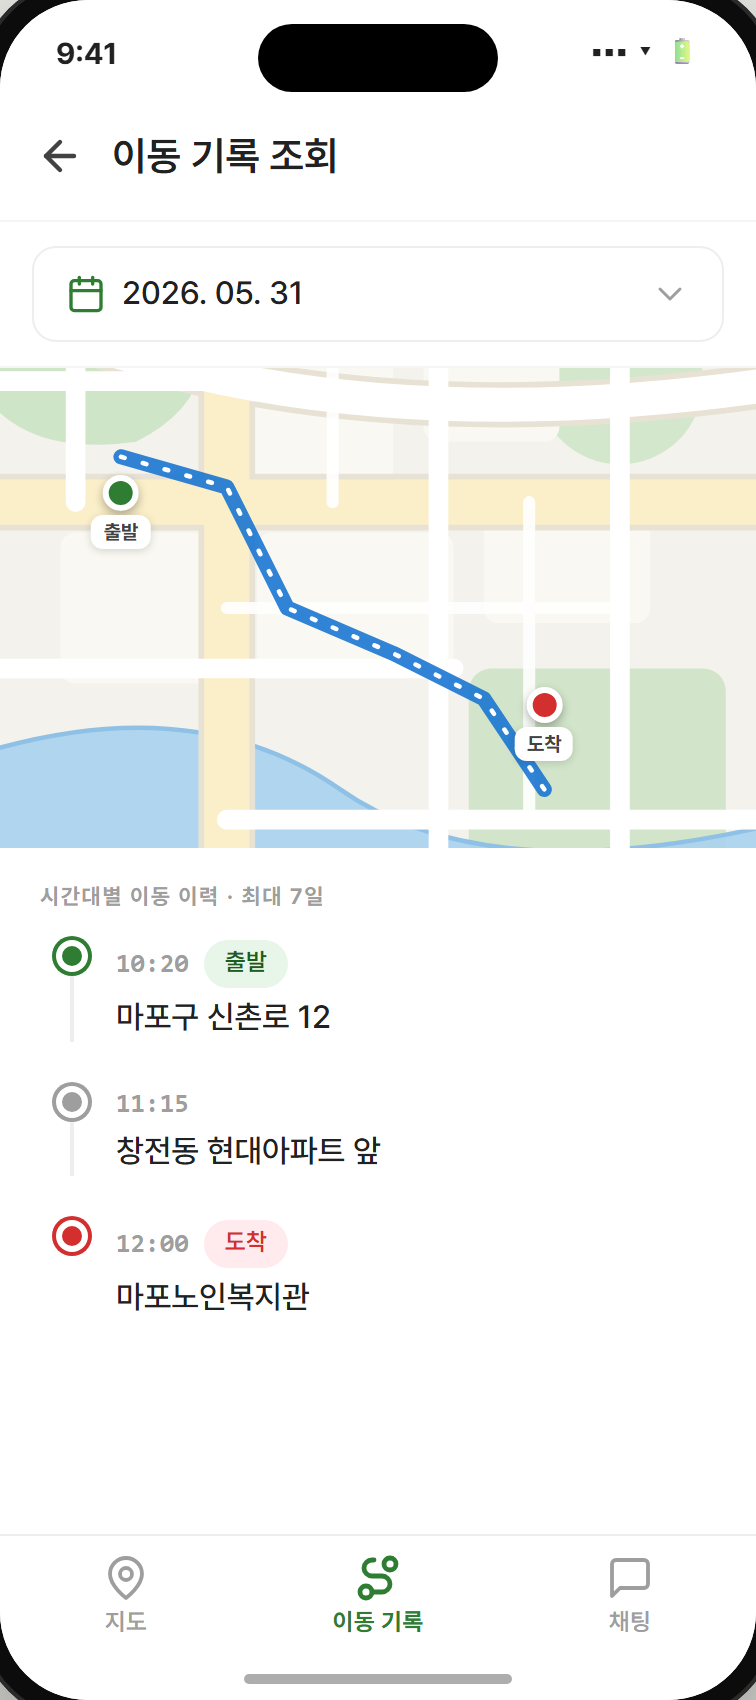 9:41
이동 기록 조회
2026. 05. 31
출발
도착
시간대별 이동 이력 · 최대 7일
10:20 출발
마포구 신촌로 12
11:15
창전동 현대아파트 앞
12:00 도착
마포노인복지관
지도 이동 기록 채팅